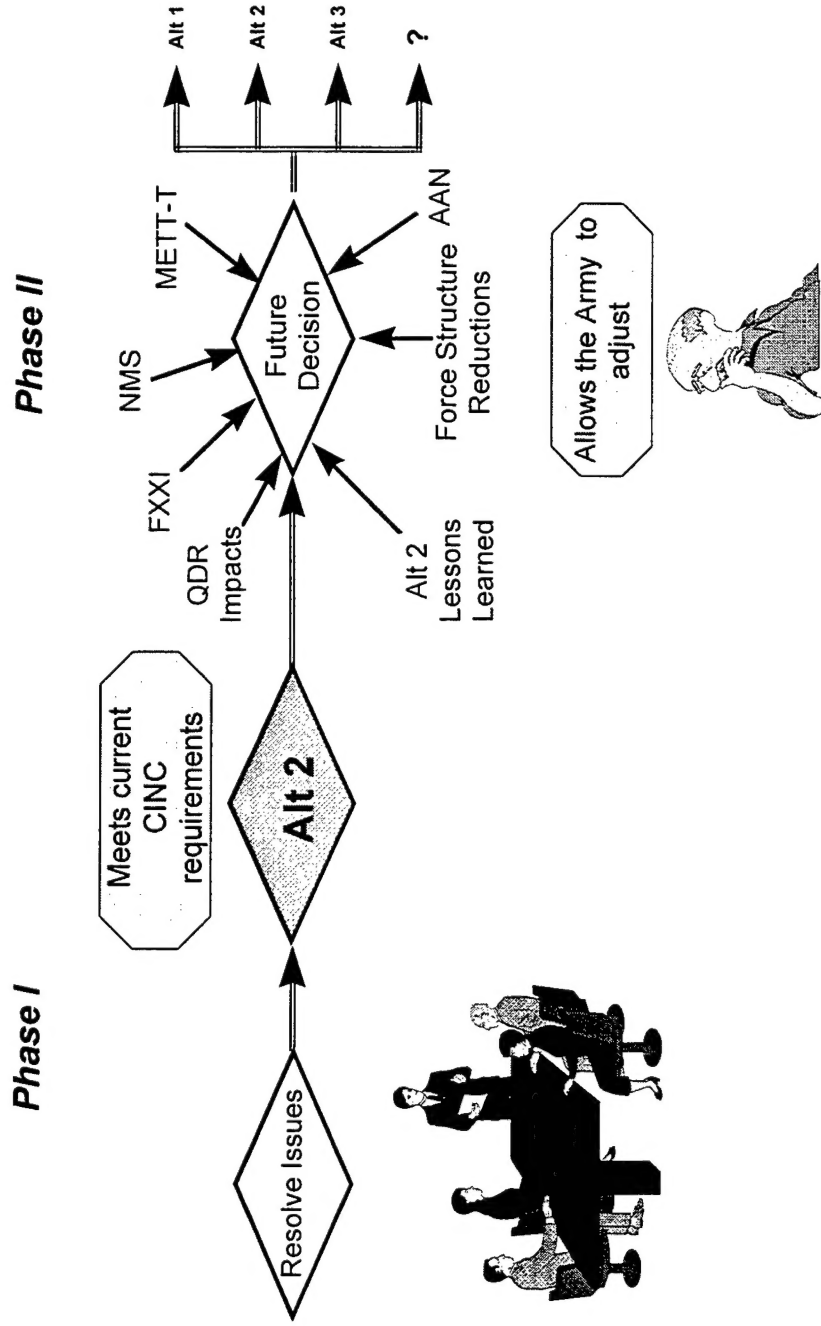 Phase I
Phase II
Resolve Issues
Meets current
CINC
requirements
Alt 2
QDR
Impacts
FXXI
NMS
METT-T
Future
Decision
Alt 2
Lessons
Learned
Force Structure
Reductions
AAN
Alt 1
Alt 2
Alt 3
?
Allows the Army to
adjust